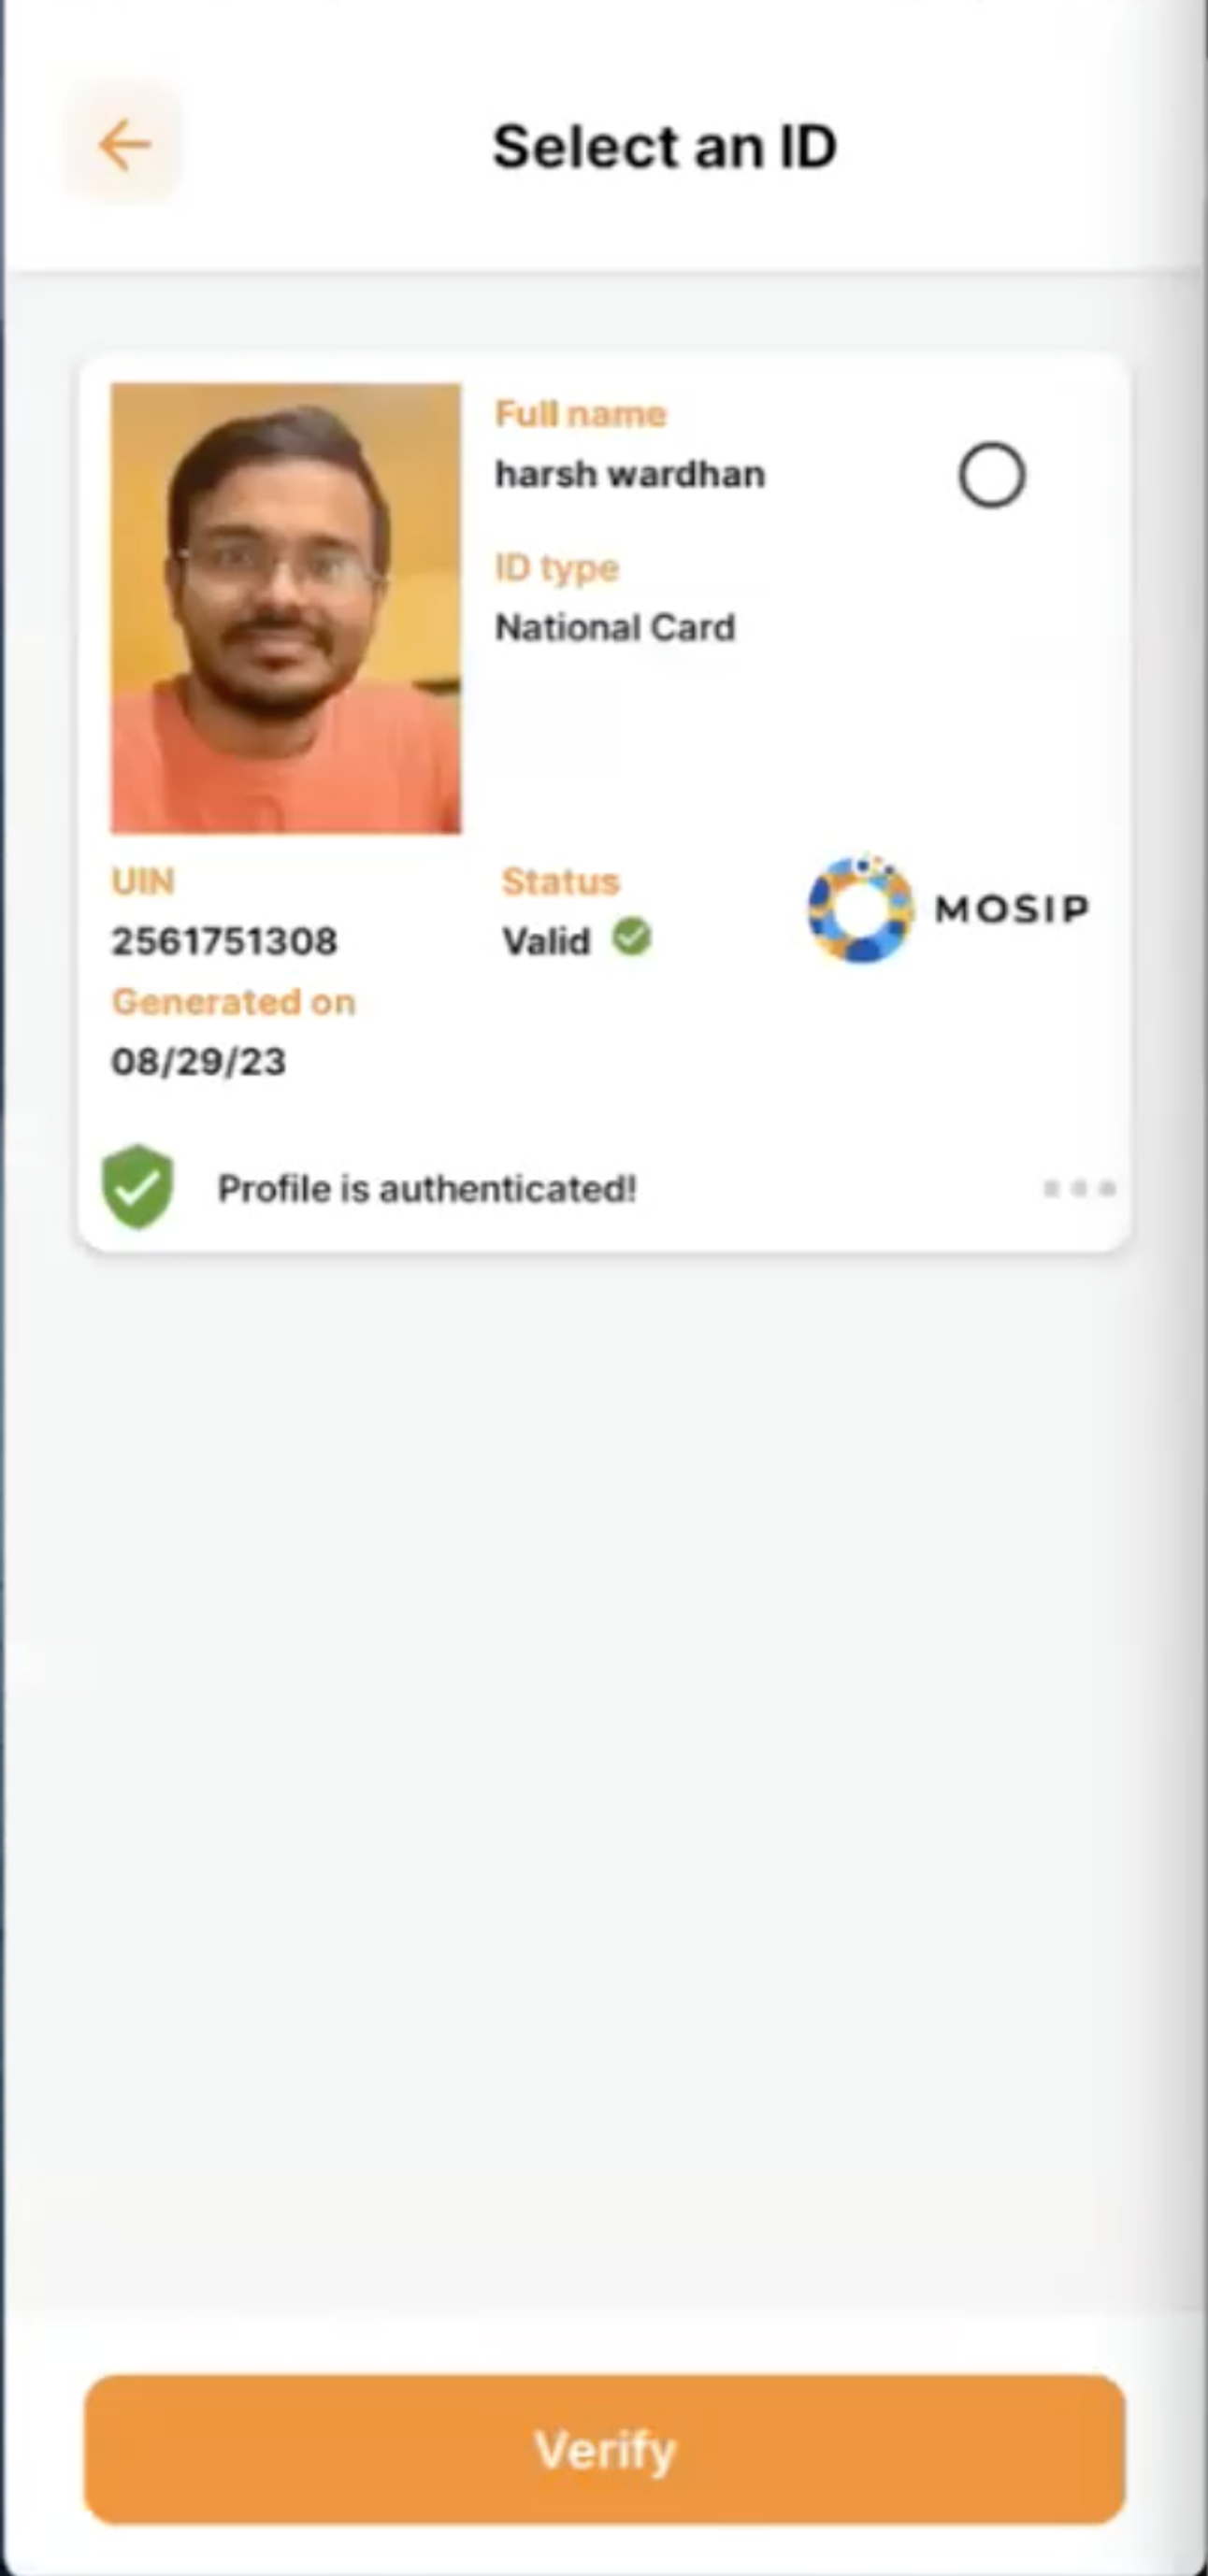 Select an ID
Full name
harsh wardhan
ID type
National Card
UIN
2561751308
Status
Valid
MOSIP
Generated on
08/29/23
Profile is authenticated!
Verify